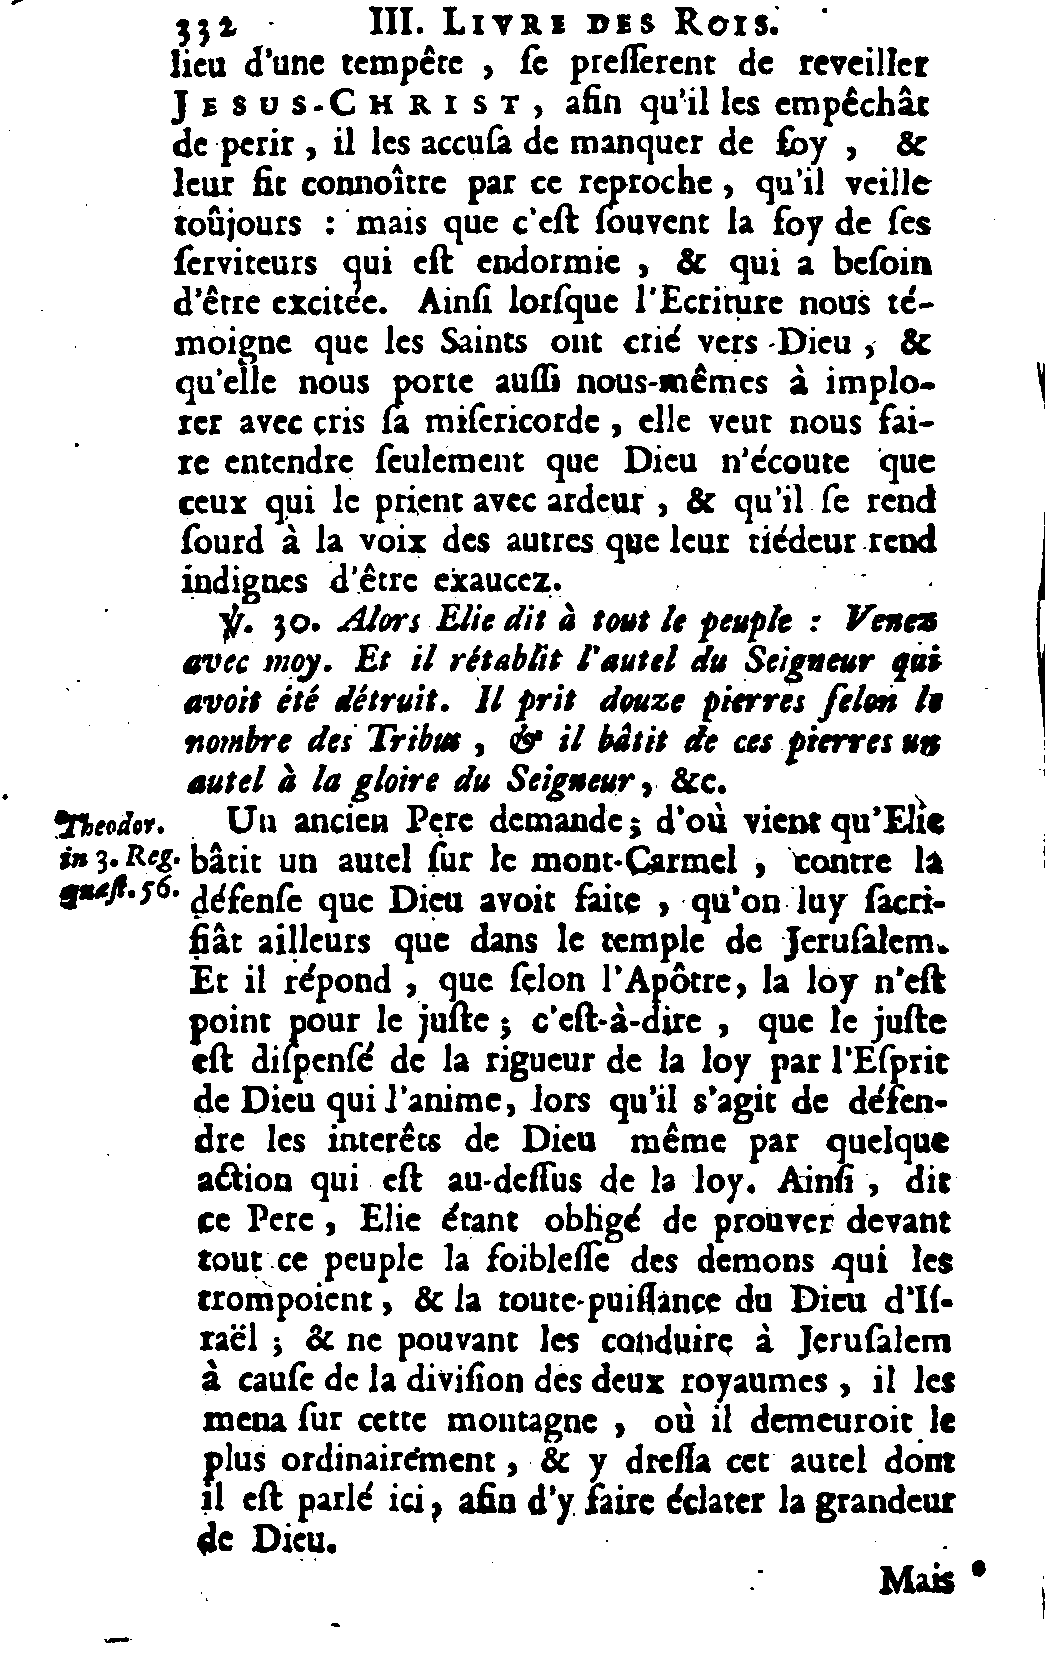 332 III. LIVRE DES ROIS.
lieu d'une tempête, ſe preſſerent de reveiller
JESUS-CHRIST, afin qu'il les empêchât
de perir, il les accuſa de manquer de foy, &
leur fit connoître par ce reproche, qu'il veille
toûjours : mais que c'eſt ſouvent la foy de ſes
ſerviteurs qui eſt endormie, & qui a beſoin
d'être excitée. Ainſi lorſque l'Ecriture nous té-
moigne que les Saints ont crié vers Dieu, &
qu'elle nous porte auſſi nous-mêmes à implo-
rer avec cris ſa miſericorde, elle veut nous fai-
re entendre ſeulement que Dieu n'écoute que
ceux qui le prient avec ardeur, & qu'il ſe rend
ſourd à la voix des autres que leur tiédeur rend
indignes d'être exaucez.
℣. 30. Alors Elie dit à tout le peuple : Venez
avec moy. Et il rétablit l'autel du Seigneur qui
avoit été détruit. Il prit douze pierres ſelon le
nombre des Tribus, & il bâtit de ces pierres un
autel à la gloire du Seigneur, &c.
Theodor.
in 3. Reg.
quæſt. 56.
Un ancien Pere demande; d'où vient qu'Elie
bâtit un autel ſur le mont-Carmel, contre la
défenſe que Dieu avoit faite, qu'on luy ſacri-
fiât ailleurs que dans le temple de Jeruſalem.
Et il répond, que ſelon l'Apôtre, la loy n'eſt
point pour le juſte; c'eſt-à-dire, que le juſte
eſt diſpenſé de la rigueur de la loy par l'Eſprit
de Dieu qui l'anime, lors qu'il s'agit de défen-
dre les interêts de Dieu même par quelque
action qui eſt au-deſſus de la loy. Ainſi, dit
ce Pere, Elie étant obligé de prouver devant
tout ce peuple la foibleſſe des demons qui les
trompoient, & la toute-puiſſance du Dieu d'Iſ-
raël; & ne pouvant les conduire à Jeruſalem
à cauſe de la diviſion des deux royaumes, il les
mena ſur cette montagne, où il demeuroit le
plus ordinairement, & y dreſſa cet autel dont
il eſt parlé ici, afin d'y faire éclater la grandeur
de Dieu.
Mais